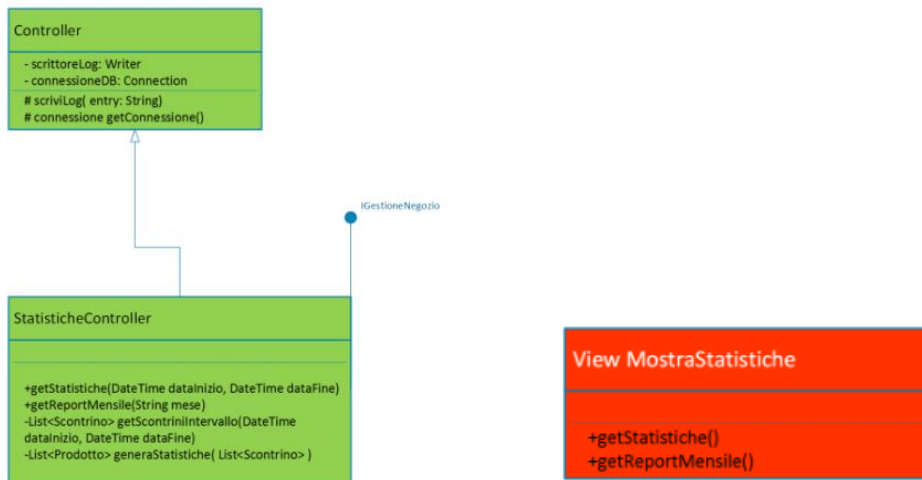 Controller
- scrittoreLog: Writer
- connessioneDB: Connection
# scriviLog( entry: String)
# connessione getConnessione()
IGestioneNegozio
StatisticheController
+getStatistiche(DateTime dataInizio, DateTime dataFine)
+getReportMensile(String mese)
-List<Scontrino> getScontriniIntervallo(DateTime
dataInizio, DateTime dataFine)
-List<Prodotto> generaStatistiche( List<Scontrino> )
View MostraStatistiche
+getStatistiche()
+getReportMensile()